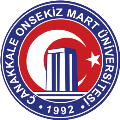 ÇANAKKALE ONSEKİZ MART ÜNİVERSİTESİ
• 1992 •